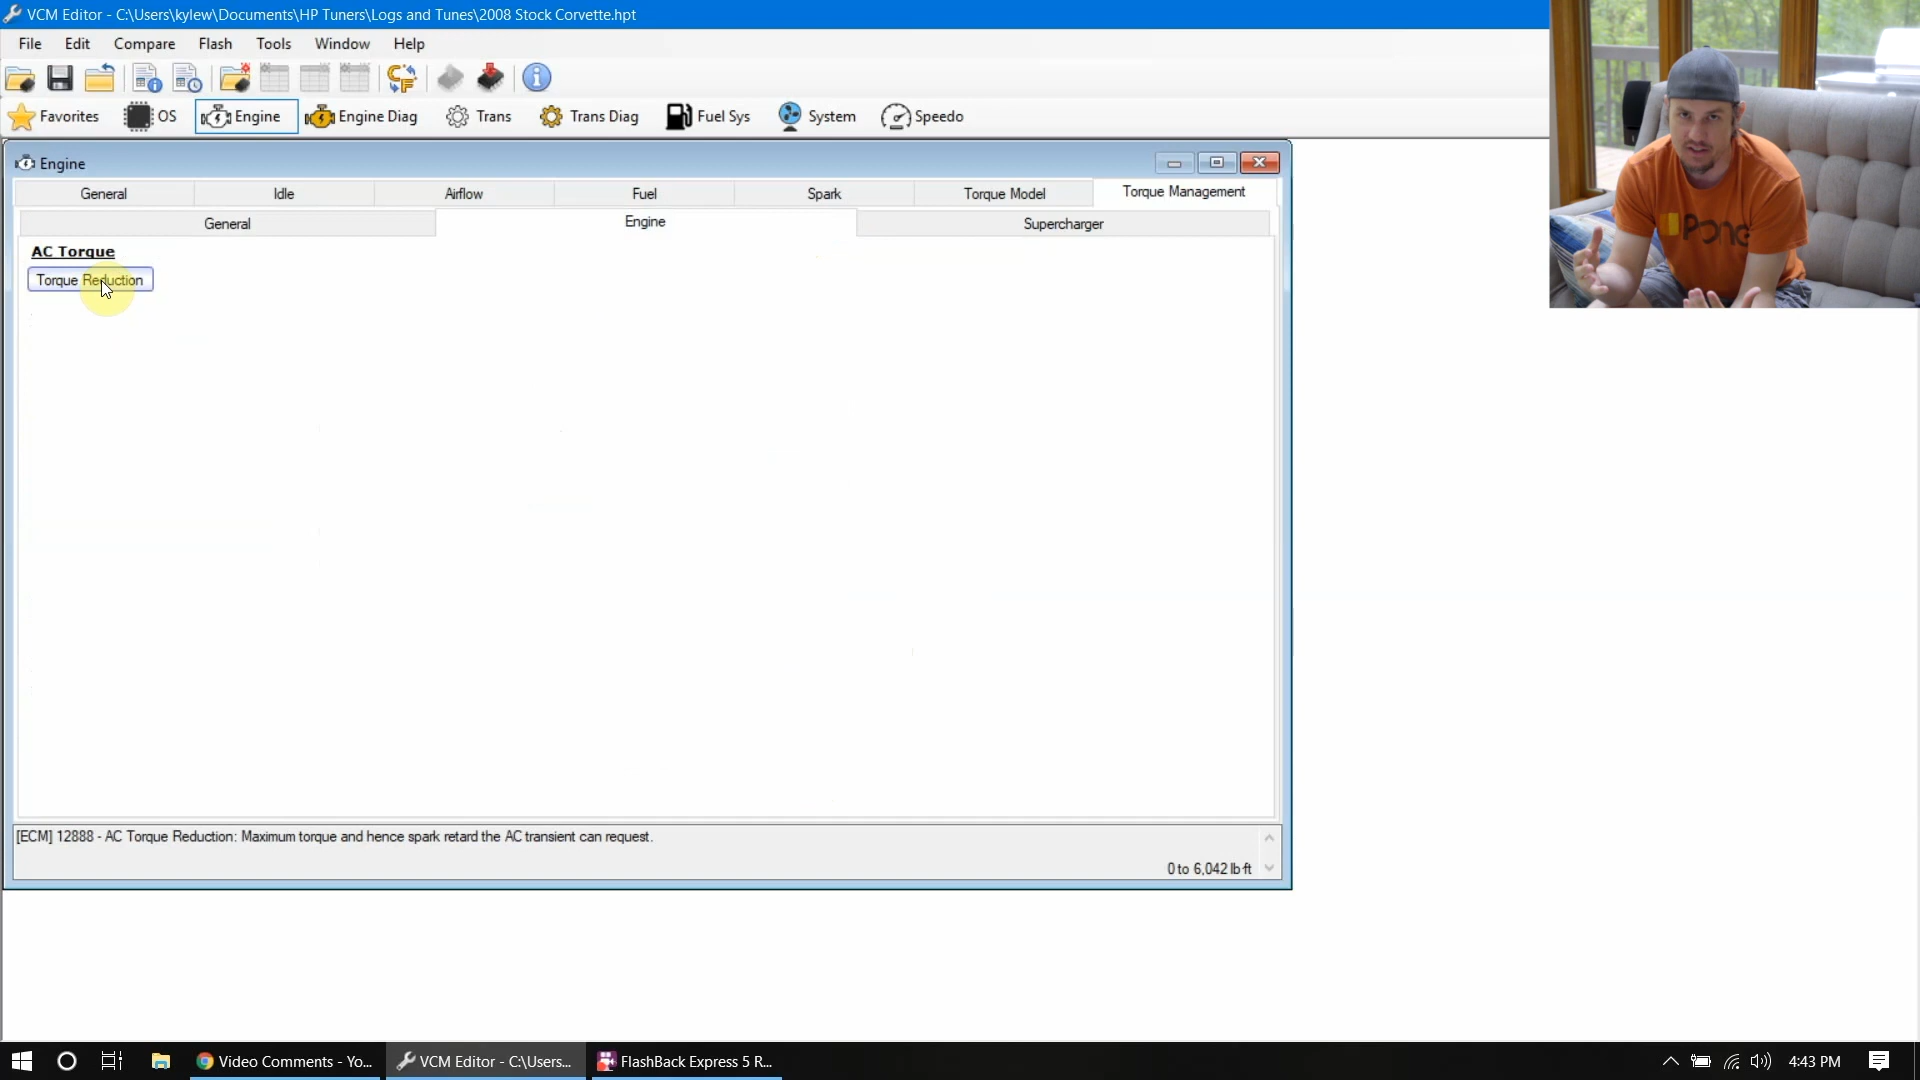 VCM Editor - C:\Users\kylew\Documents\HP Tuners\Logs and Tunes\2008 Stock Corvette.hpt
File Edit Compare Flash Tools Window Help
Favorites OS Engine Engine Diag Trans Trans Diag Fuel Sys System Speedo
Engine
General Idle Airflow Fuel Spark Torque Model Torque Management
General Engine Supercharger
AC Torque
Torque Reduction
[ECM] 12888 - AC Torque Reduction: Maximum torque and hence spark retard the AC transient can request.
0 to 6,042 lb·ft
Video Comments - Yo... VCM Editor - C:\Users... FlashBack Express 5 R... 4:43 PM